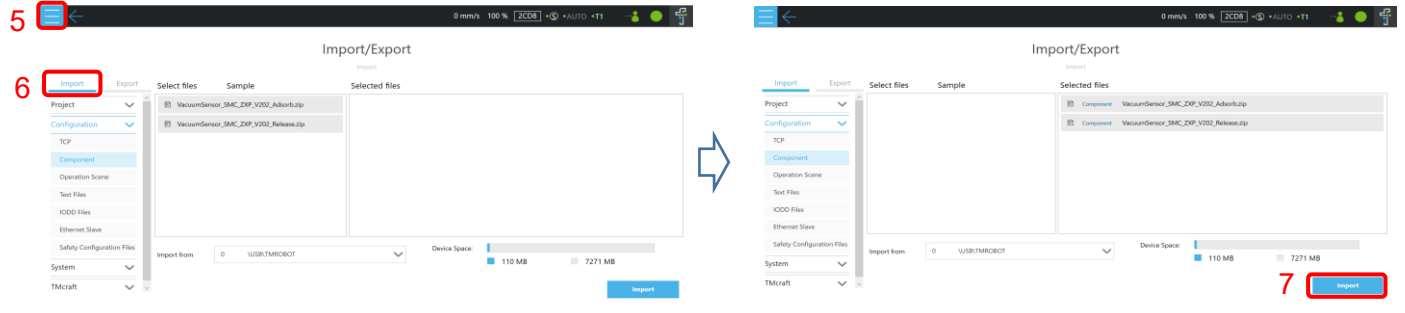 5
0 mm/s 100 % 2CD8 AUTO T1
Import/Export
Import
6
Import Export Select files Sample Selected files
Project
VacuumSensor_SMC_ZXP_V202_Adsorb.zip
Configuration
VacuumSensor_SMC_ZXP_V202_Release.zip
TCP
Component
Operation Scene
Text Files
IODD Files
Ethernet Slave
Safety Configuration Files
System
TMcraft
Import from 0 \USB\TMROBOT
Device Space:
110 MB 7271 MB
Import
0 mm/s 100 % 2CD8 AUTO T1
Import/Export
Import
Import Export Select files Sample Selected files
Project
Component VacuumSensor_SMC_ZXP_V202_Adsorb.zip
Configuration
Component VacuumSensor_SMC_ZXP_V202_Release.zip
TCP
Component
Operation Scene
Text Files
IODD Files
Ethernet Slave
Safety Configuration Files
System
TMcraft
Import from 0 \USB\TMROBOT
Device Space:
110 MB 7271 MB
7
Import